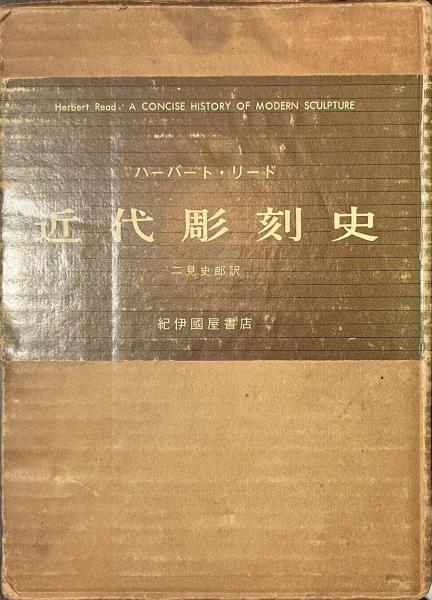 Herbert Read: A CONCISE HISTORY OF MODERN SCULPTURE
ハーバート・リード
近代彫刻史
二見史郎訳
紀伊國屋書店